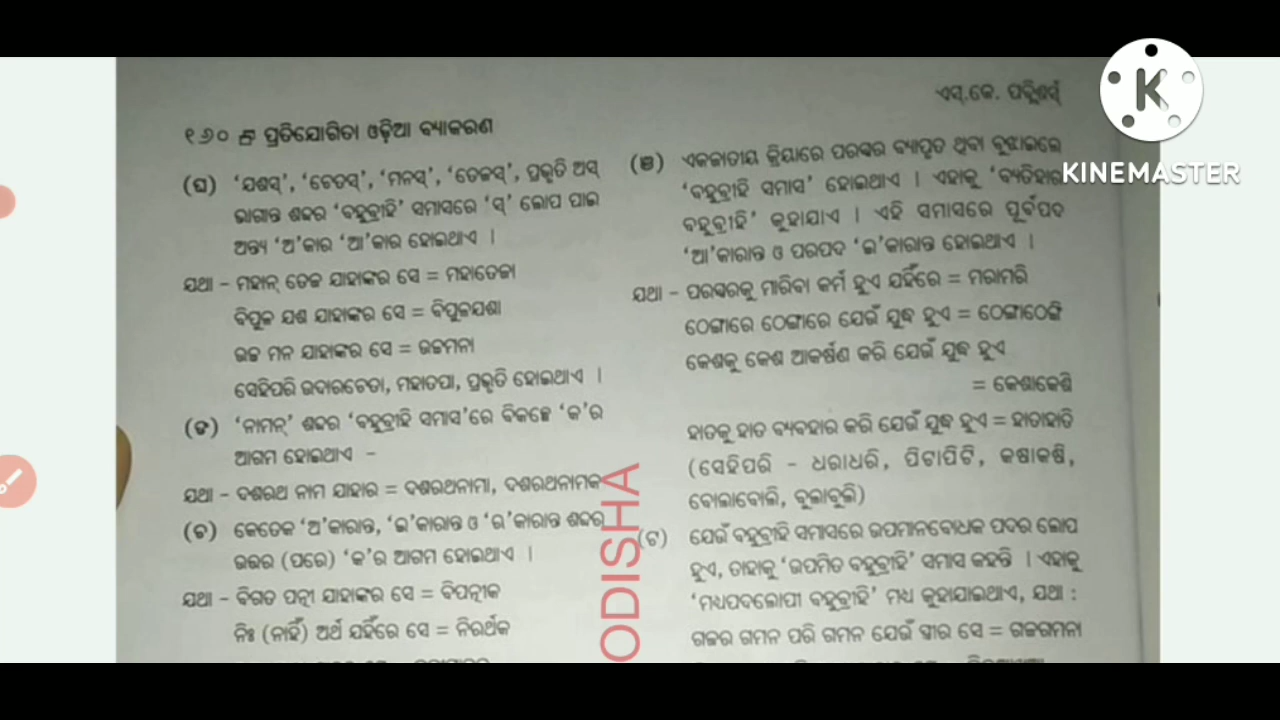 ଏସ୍.କେ. ପବ୍ଲିଶର୍ସ୍
୧୬୦ ପ୍ରତିଯୋଗିତା ଓଡ଼ିଆ ବ୍ୟାକରଣ
(ଘ) 'ଯଶସ୍', 'ଚେତସ୍', 'ମନସ୍', 'ତେଜସ୍', ପ୍ରଭୃତି ଅସ୍
ଭାଗାନ୍ତ ଶବ୍ଦର 'ବହୁବ୍ରୀହି' ସମାସରେ 'ସ୍' ଲୋପ ପାଇ
ଅନ୍ତ୍ୟ 'ଅ'କାର 'ଆ'କାର ହୋଇଥାଏ ।
ଯଥା – ମହାନ୍ ତେଜ ଯାହାଙ୍କର ସେ = ମହାତେଜା
ବିପୁଳ ଯଶ ଯାହାଙ୍କର ସେ = ବିପୁଳଯଶା
ଉଚ୍ଚ ମନ ଯାହାଙ୍କର ସେ = ଉଚ୍ଚମନା
ସେହିପରି ଉଦାରଚେତା, ମହାତପା, ପ୍ରଭୃତି ହୋଇଥାଏ ।
(ଙ) 'ନାମନ୍' ଶବ୍ଦର 'ବହୁବ୍ରୀହି ସମାସ'ରେ ବିକଳ୍ପେ 'କ'ର
ଆଗମ ହୋଇଥାଏ –
ଯଥା – ଦଶରଥ ନାମ ଯାହାର = ଦଶରଥନାମା, ଦଶରଥନାମକ
(ଚ) କେତେକ 'ଅ'କାରାନ୍ତ, 'ଇ'କାରାନ୍ତ ଓ 'ର'କାରାନ୍ତ ଶବ୍ଦର
ଉତ୍ତର (ପରେ) 'କ'ର ଆଗମ ହୋଇଥାଏ ।
ଯଥା – ବିଗତ ପତ୍ନୀ ଯାହାଙ୍କର ସେ = ବିପତ୍ନୀକ
ନିଃ (ନାହିଁ) ଅର୍ଥ ଯହିଁରେ ସେ = ନିରର୍ଥକ
(ଞ) ଏକଜାତୀୟ କ୍ରିୟାରେ ପରସ୍ପର ବ୍ୟାପୃତ ଥିବା ବୁଝାଇଲେ
'ବହୁବ୍ରୀହି ସମାସ' ହୋଇଥାଏ । ଏହାକୁ 'ବ୍ୟତିହାର
ବହୁବ୍ରୀହି' କୁହାଯାଏ । ଏହି ସମାସରେ ପୂର୍ବପଦ
'ଆ'କାରାନ୍ତ ଓ ପରପଦ 'ଇ'କାରାନ୍ତ ହୋଇଥାଏ ।
ଯଥା – ପରସ୍ପରକୁ ମାରିବା କର୍ମ ହୁଏ ଯହିଁରେ = ମରାମରି
ଠେଙ୍ଗାରେ ଠେଙ୍ଗାରେ ଯେଉଁ ଯୁଦ୍ଧ ହୁଏ = ଠେଙ୍ଗାଠେଙ୍ଗି
କେଶକୁ କେଶ ଆକର୍ଷଣ କରି ଯେଉଁ ଯୁଦ୍ଧ ହୁଏ
= କେଶାକେଶି
ହାତକୁ ହାତ ବ୍ୟବହାର କରି ଯେଉଁ ଯୁଦ୍ଧ ହୁଏ = ହାତାହାତି
(ସେହିପରି – ଧରାଧରି, ପିଟାପିଟି, କଷାକଷି,
ବୋଲାବୋଲି, ବୁଲାବୁଲି)
(ଟ) ଯେଉଁ ବହୁବ୍ରୀହି ସମାସରେ ଉପମାନବୋଧକ ପଦର ଲୋପ
ହୁଏ, ତାହାକୁ 'ଉପମିତ ବହୁବ୍ରୀହି' ସମାସ କହନ୍ତି । ଏହାକୁ
'ମଧ୍ୟପଦଲୋପୀ ବହୁବ୍ରୀହି' ମଧ୍ୟ କୁହାଯାଇଥାଏ, ଯଥା :
ଗଜର ଗମନ ପରି ଗମନ ଯେଉଁ ସ୍ତ୍ରୀର ସେ = ଗଜଗମନା
ODISHA
K
KINEMASTER